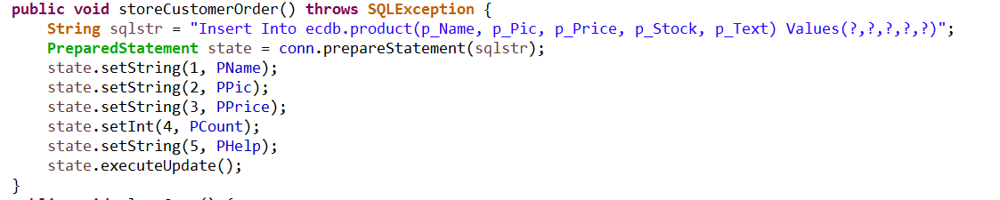 public void storeCustomerOrder() throws SQLException {
String sqlstr = "Insert Into ecdb.product(p_Name, p_Pic, p_Price, p_Stock, p_Text) Values(?,?,?,?,?)";
PreparedStatement state = conn.prepareStatement(sqlstr);
state.setString(1, PName);
state.setString(2, PPic);
state.setString(3, PPrice);
state.setInt(4, PCount);
state.setString(5, PHelp);
state.executeUpdate();
}